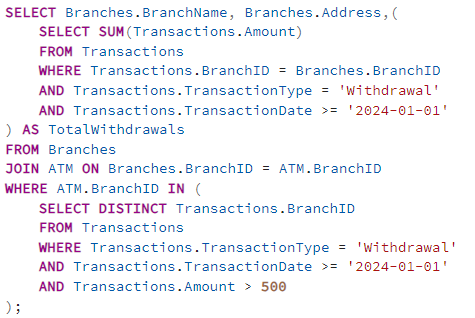 SELECT Branches.BranchName, Branches.Address,(
SELECT SUM(Transactions.Amount)
FROM Transactions
WHERE Transactions.BranchID = Branches.BranchID
AND Transactions.TransactionType = 'Withdrawal'
AND Transactions.TransactionDate >= '2024-01-01'
) AS TotalWithdrawals
FROM Branches
JOIN ATM ON Branches.BranchID = ATM.BranchID
WHERE ATM.BranchID IN (
SELECT DISTINCT Transactions.BranchID
FROM Transactions
WHERE Transactions.TransactionType = 'Withdrawal'
AND Transactions.TransactionDate >= '2024-01-01'
AND Transactions.Amount > 500
);